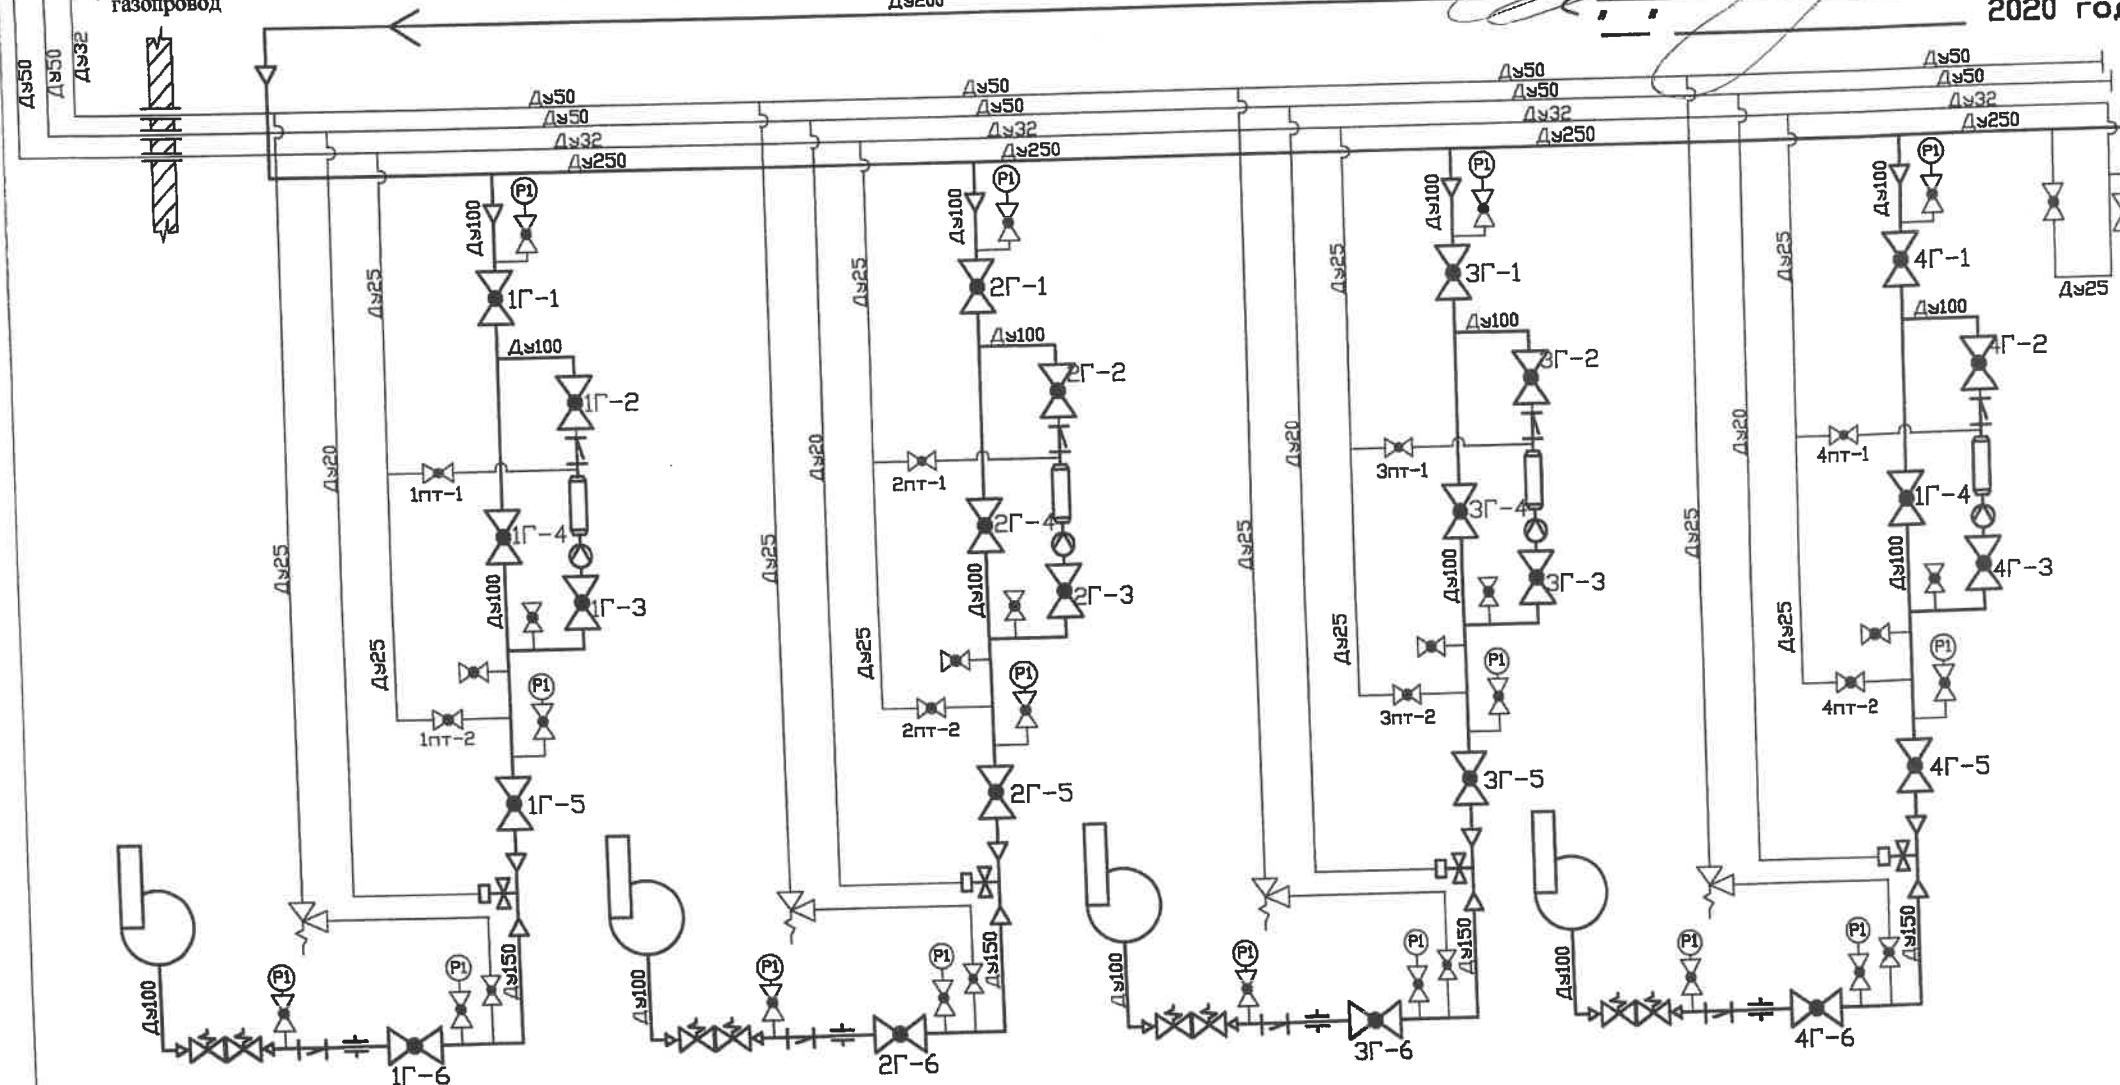 газопровод
Ду200
" "
2020 год
Ду50
Ду50
Ду32
Ду50 Ду50 Ду50 Ду50
Ду50 Ду50 Ду50 Ду50
Ду32 Ду32 Ду32 Ду32
Ду250 Ду250 Ду250 Ду250
P1 P1 P1 P1
Ду100 Ду100 Ду100 Ду100
Ду25 Ду25 Ду25 Ду25
Ду25
1Г-1 2Г-1 3Г-1 4Г-1
Ду100 Ду100 Ду100 Ду100
1Г-2 2Г-2 3Г-2 4Г-2
Ду20 Ду20 Ду20 Ду20
1пт-1 2пт-1 3пт-1 4пт-1
1Г-4 2Г-4 3Г-4 1Г-4
Ду25 Ду25 Ду25 Ду25
Ду100 Ду100 Ду100 Ду100
1Г-3 2Г-3 3Г-3 4Г-3
Ду25 Ду25 Ду25 Ду25
P1 P1 P1 P1
1пт-2 2пт-2 3пт-2 4пт-2
1Г-5 2Г-5 3Г-5 4Г-5
Ду150 Ду150 Ду150 Ду150
P1 P1 P1 P1 P1 P1 P1 P1
Ду100 Ду100 Ду100 Ду100
1Г-6 2Г-6 3Г-6 4Г-6